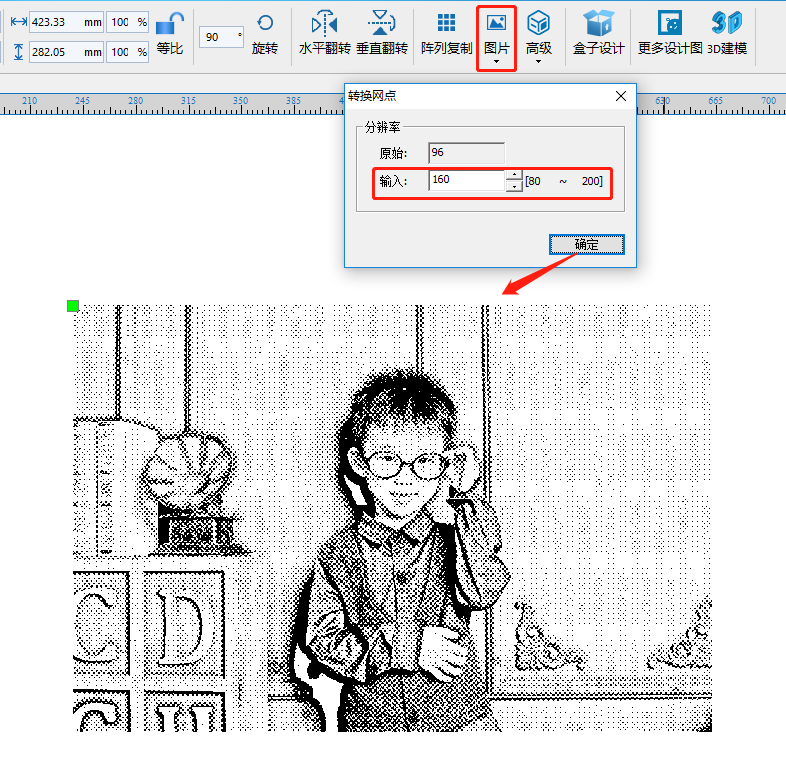 423.33 mm 100 %
282.05 mm 100 %
等比
90 °
旋转
水平翻转
垂直翻转
阵列复制
图片
高级
盒子设计
更多设计图
3D
3D建模
210 245 280 315 350 385 630 665 700
转换网点
分辨率
原始: 96
输入: 160 [80 ~ 200]
确定
C D